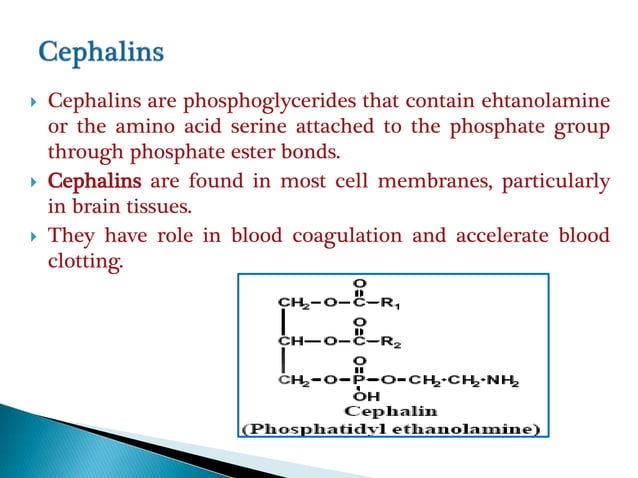 Cephalins
Cephalins are phosphoglycerides that contain ehtanolamine
or the amino acid serine attached to the phosphate group
through phosphate ester bonds.
Cephalins are found in most cell membranes, particularly
in brain tissues.
They have role in blood coagulation and accelerate blood
clotting.
O
CH₂–O–C–R₁
O
CH–O–C–R₂
O
CH₂–O–P–O–CH₂·CH₂·NH₂
OH
Cephalin
(Phosphatidyl ethanolamine)